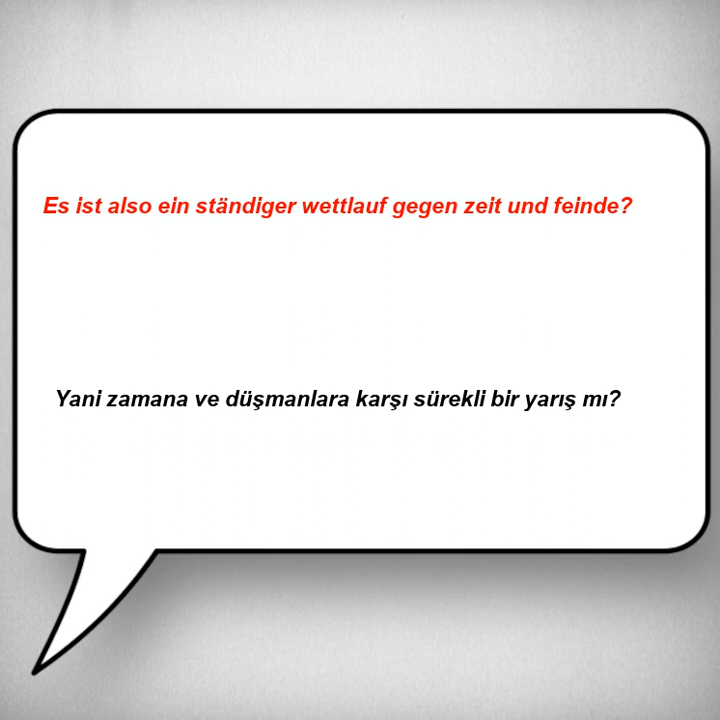 Es ist also ein ständiger wettlauf gegen zeit und feinde?
Yani zamana ve düşmanlara karşı sürekli bir yarış mı?